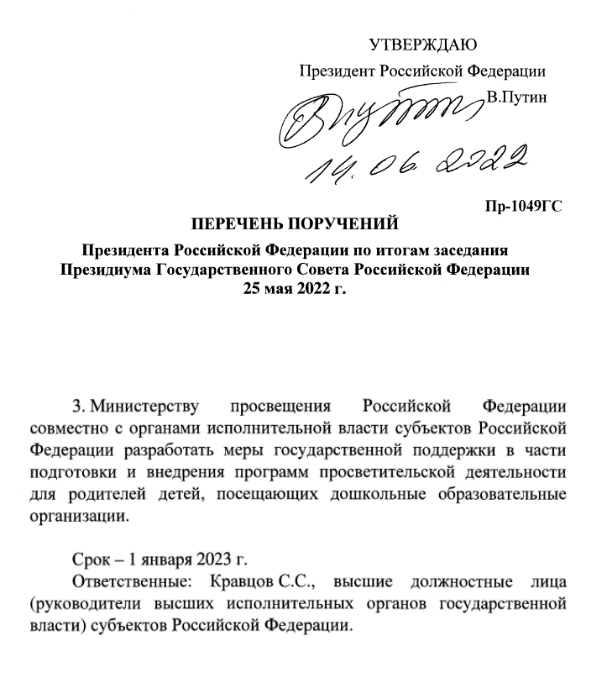 УТВЕРЖДАЮ
Президент Российской Федерации
В.Путин
Путин
14.06 2022
Пр-1049ГС
ПЕРЕЧЕНЬ ПОРУЧЕНИЙ
Президента Российской Федерации по итогам заседания
Президиума Государственного Совета Российской Федерации
25 мая 2022 г.
3. Министерству просвещения Российской Федерации
совместно с органами исполнительной власти субъектов Российской
Федерации разработать меры государственной поддержки в части
подготовки и внедрения программ просветительской деятельности
для родителей детей, посещающих дошкольные образовательные
организации.
Срок – 1 января 2023 г.
Ответственные: Кравцов С.С., высшие должностные лица
(руководители высших исполнительных органов государственной
власти) субъектов Российской Федерации.